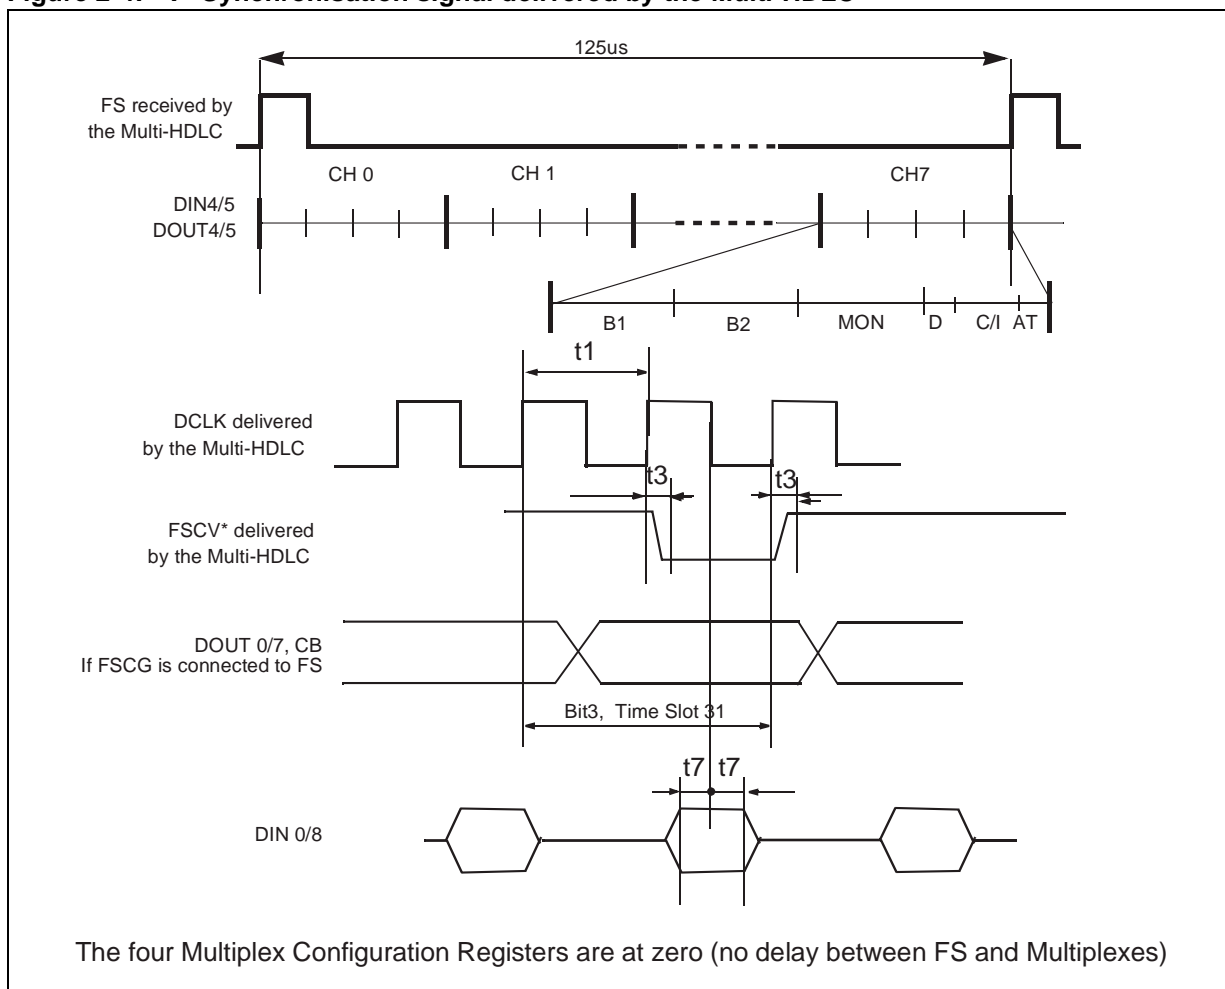 Figure Synchronisation signal delivered by the Multi-HDLC
125us
FS received by
the Multi-HDLC
CH 0
CH 1
CH7
DIN4/5
DOUT4/5
B1
B2
MON
D
C/I
AT
t1
DCLK delivered
by the Multi-HDLC
t3
t3
FSCV* delivered
by the Multi-HDLC
DOUT 0/7, CB
If FSCG is connected to FS
Bit3, Time Slot 31
t7
t7
DIN 0/8
The four Multiplex Configuration Registers are at zero (no delay between FS and Multiplexes)